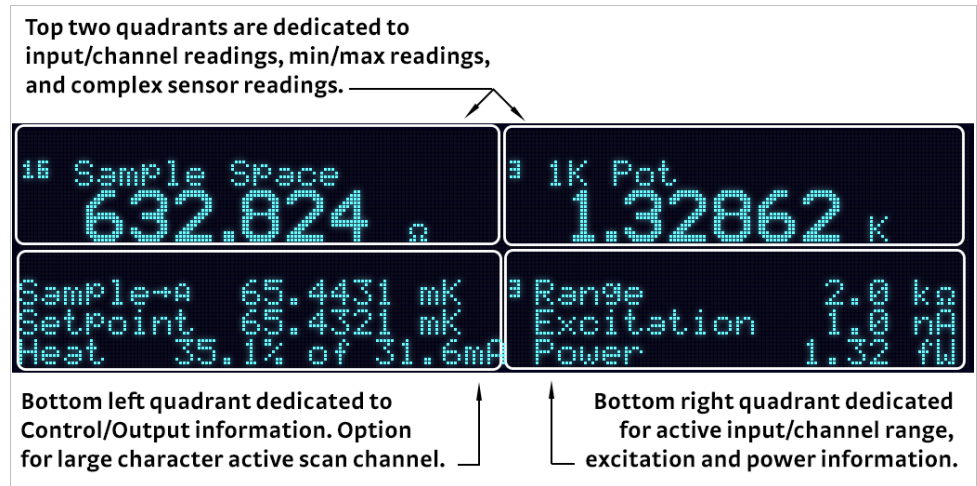 Top two quadrants are dedicated to
input/channel readings, min/max readings,
and complex sensor readings.
16 Sample Space
632.824 Ω
3 1K Pot
1.32862 K
Sample→A 65.4431 mK
Setpoint 65.4321 mK
Heat 35.1% of 31.6mA
3 Range 2.0 kΩ
Excitation 1.0 nA
Power 1.32 fW
Bottom left quadrant dedicated to
Control/Output information. Option
for large character active scan channel.
Bottom right quadrant dedicated
for active input/channel range,
excitation and power information.